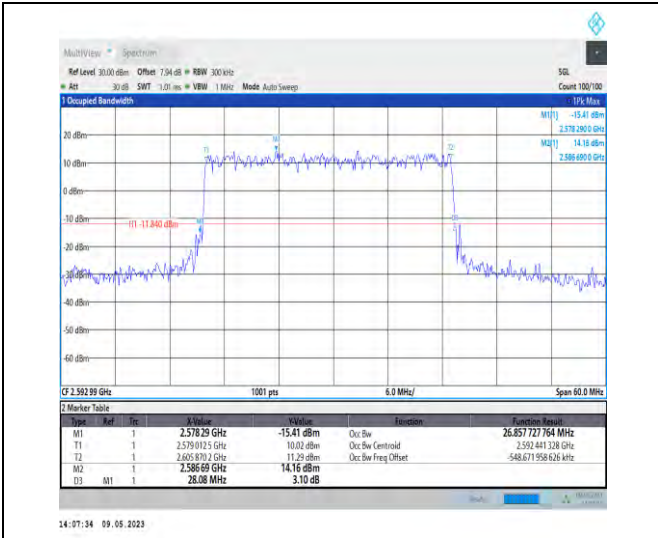 MultiView Spectrum
Ref Level 30.00 dBm Offset 7.94 dB RBW 300 kHz SGL
Att 30 dB SWT 1.01 ms VBW 1 MHz Mode Auto Sweep Count 100/100
1 Occupied Bandwidth 1Pk Max
M1[1] -15.41 dBm
2.578 290 0 GHz
M2[1] 14.16 dBm
2.586 690 0 GHz
20 dBm
M2
T1
T2
10 dBm
0 dBm
-10 dBm
H1 -11.840 dBm
M1
D3
-20 dBm
-30 dBm
-40 dBm
-50 dBm
-60 dBm
CF 2.592 99 GHz 1001 pts 6.0 MHz/ Span 60.0 MHz
2 Marker Table
Type Ref Trc X-Value Y-Value Function Function Result
M1 1 2.578 29 GHz -15.41 dBm Occ Bw 26.857 727 764 MHz
T1 1 2.579 012 5 GHz 10.02 dBm Occ Bw Centroid 2.592 441 328 GHz
T2 1 2.605 870 2 GHz 11.29 dBm Occ Bw Freq Offset -548.671 958 626 kHz
M2 1 2.586 69 GHz 14.16 dBm
D3 M1 1 28.08 MHz 3.10 dB
14:07:34 09.05.2023